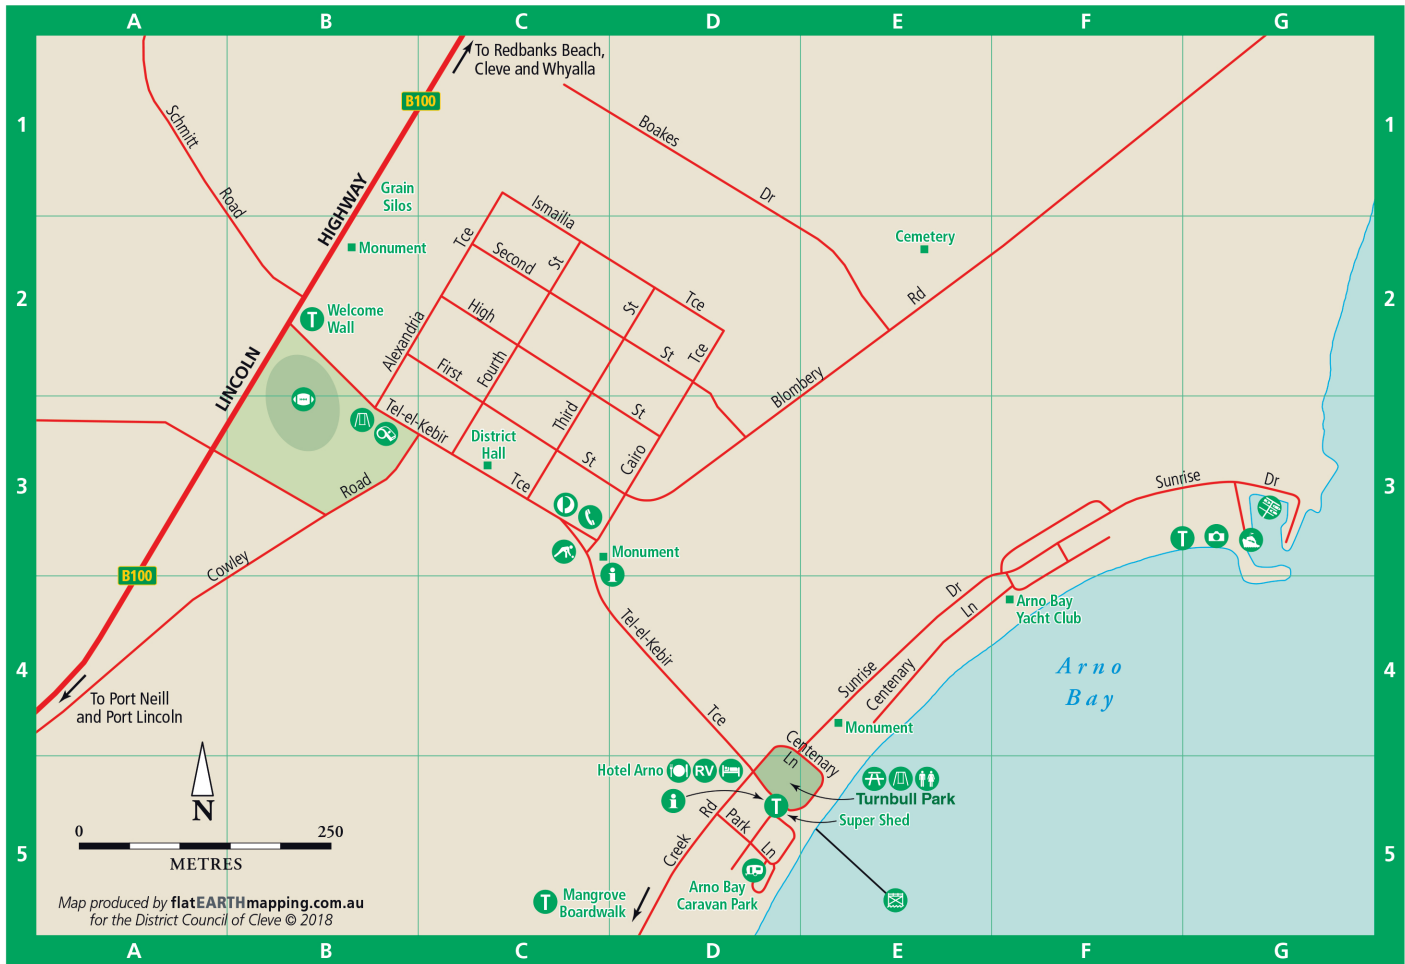 A B C D E F G
To Redbanks Beach,
Cleve and Whyalla
B100
1
1
Schmitt
Road
Boakes
Dr
HIGHWAY
Grain
Silos
Monument
Ismailia
Tce
Second
St
St
Tce
Cemetery
Rd
2
2
Welcome
Wall
T
High
Alexandria
Fourth
First
St
Tce
Blombery
LINCOLN
Tel-el-Kebir
Third
St
Cairo
District
Hall
St
Tce
Road
3
3
Sunrise
Dr
T
Monument
i
B100
Cowley
Dr
Ln
Arno Bay
Yacht Club
Tel-el-Kebir
4
4
Arno
Bay
Sunrise
Centenary
To Port Neill
and Port Lincoln
Tce
Monument
Centenary
Ln
Hotel Arno
RV
i
T
Turnbull Park
Super Shed
N
0
250
METRES
Rd
Park
Ln
Creek
5
5
Arno Bay
Caravan Park
T
Mangrove
Boardwalk
Map produced by flatEARTHmapping.com.au
for the District Council of Cleve © 2018
A B C D E F G